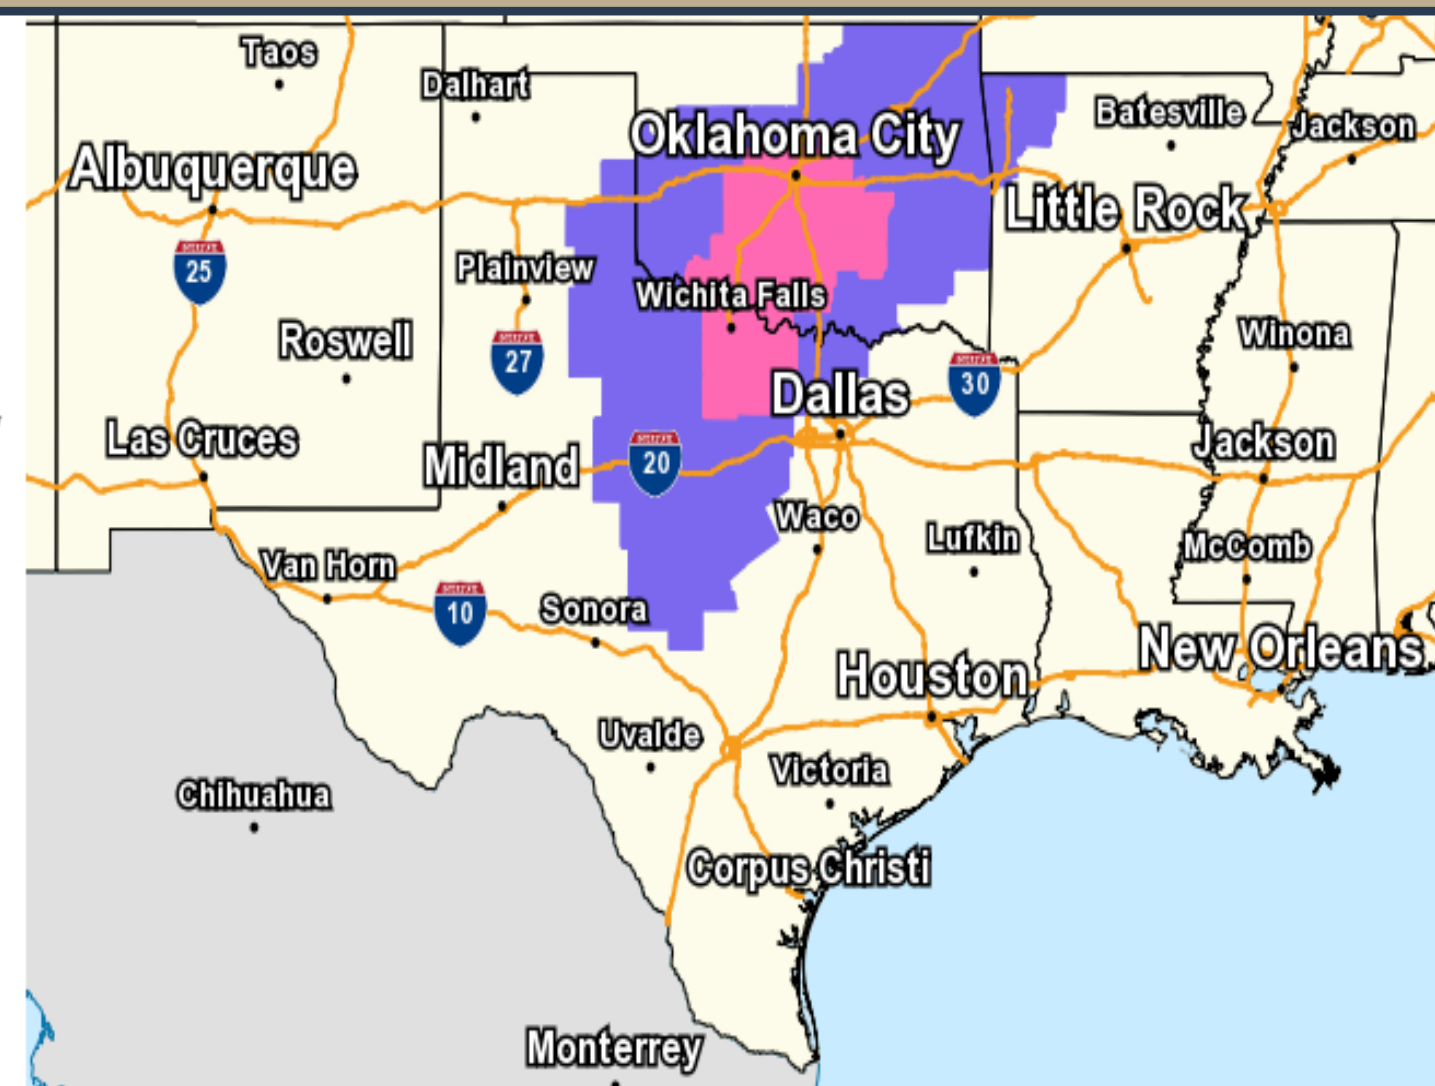 Taos
Dalhart
Batesville
Jackson
Oklahoma City
Albuquerque
Little Rock
25
Plainview
Wichita Falls
Roswell
27
Winona
30
Dallas
Las Cruces
Midland
20
Jackson
Waco
Lufkin
McComb
Van Horn
10
Sonora
New Orleans
Houston
Uvalde
Victoria
Chihuahua
Corpus Christi
Monterrey